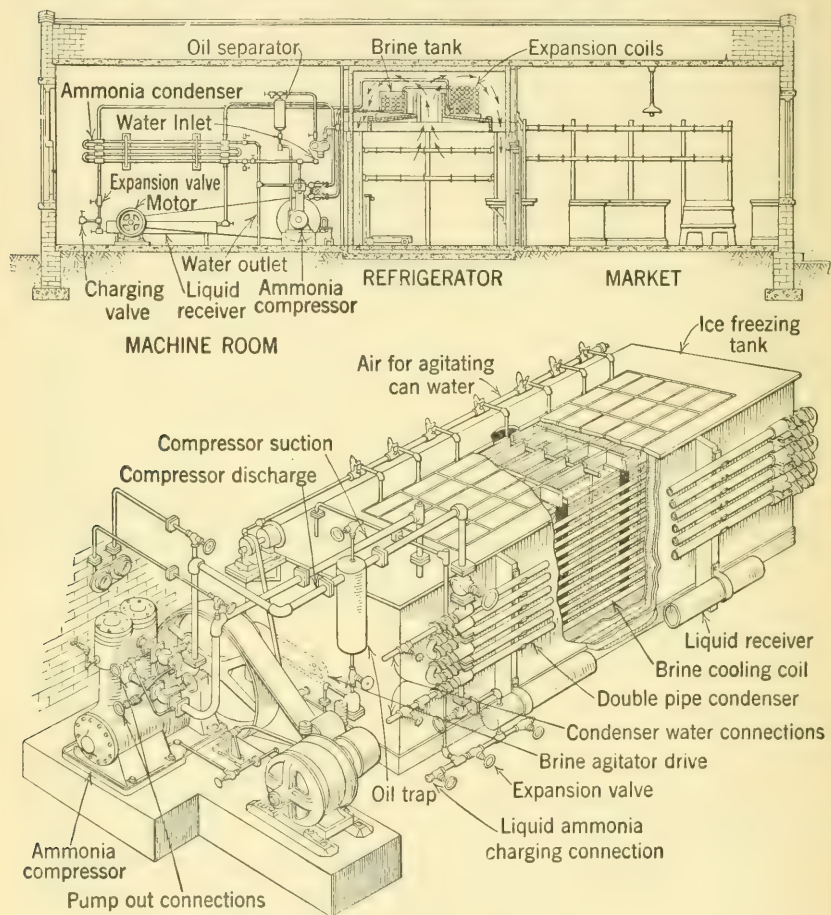 Oil separator
Brine tank
Expansion coils
Ammonia condenser
Water Inlet
Expansion valve
Motor
Water outlet
Charging
valve
Liquid
receiver
Ammonia
compressor
REFRIGERATOR
MARKET
MACHINE ROOM
Ice freezing
tank
Air for agitating
can water
Compressor suction
Compressor discharge
Liquid receiver
Brine cooling coil
Double pipe condenser
Condenser water connections
Brine agitator drive
Oil trap
Expansion valve
Liquid ammonia
charging connection
Ammonia
compressor
Pump out connections